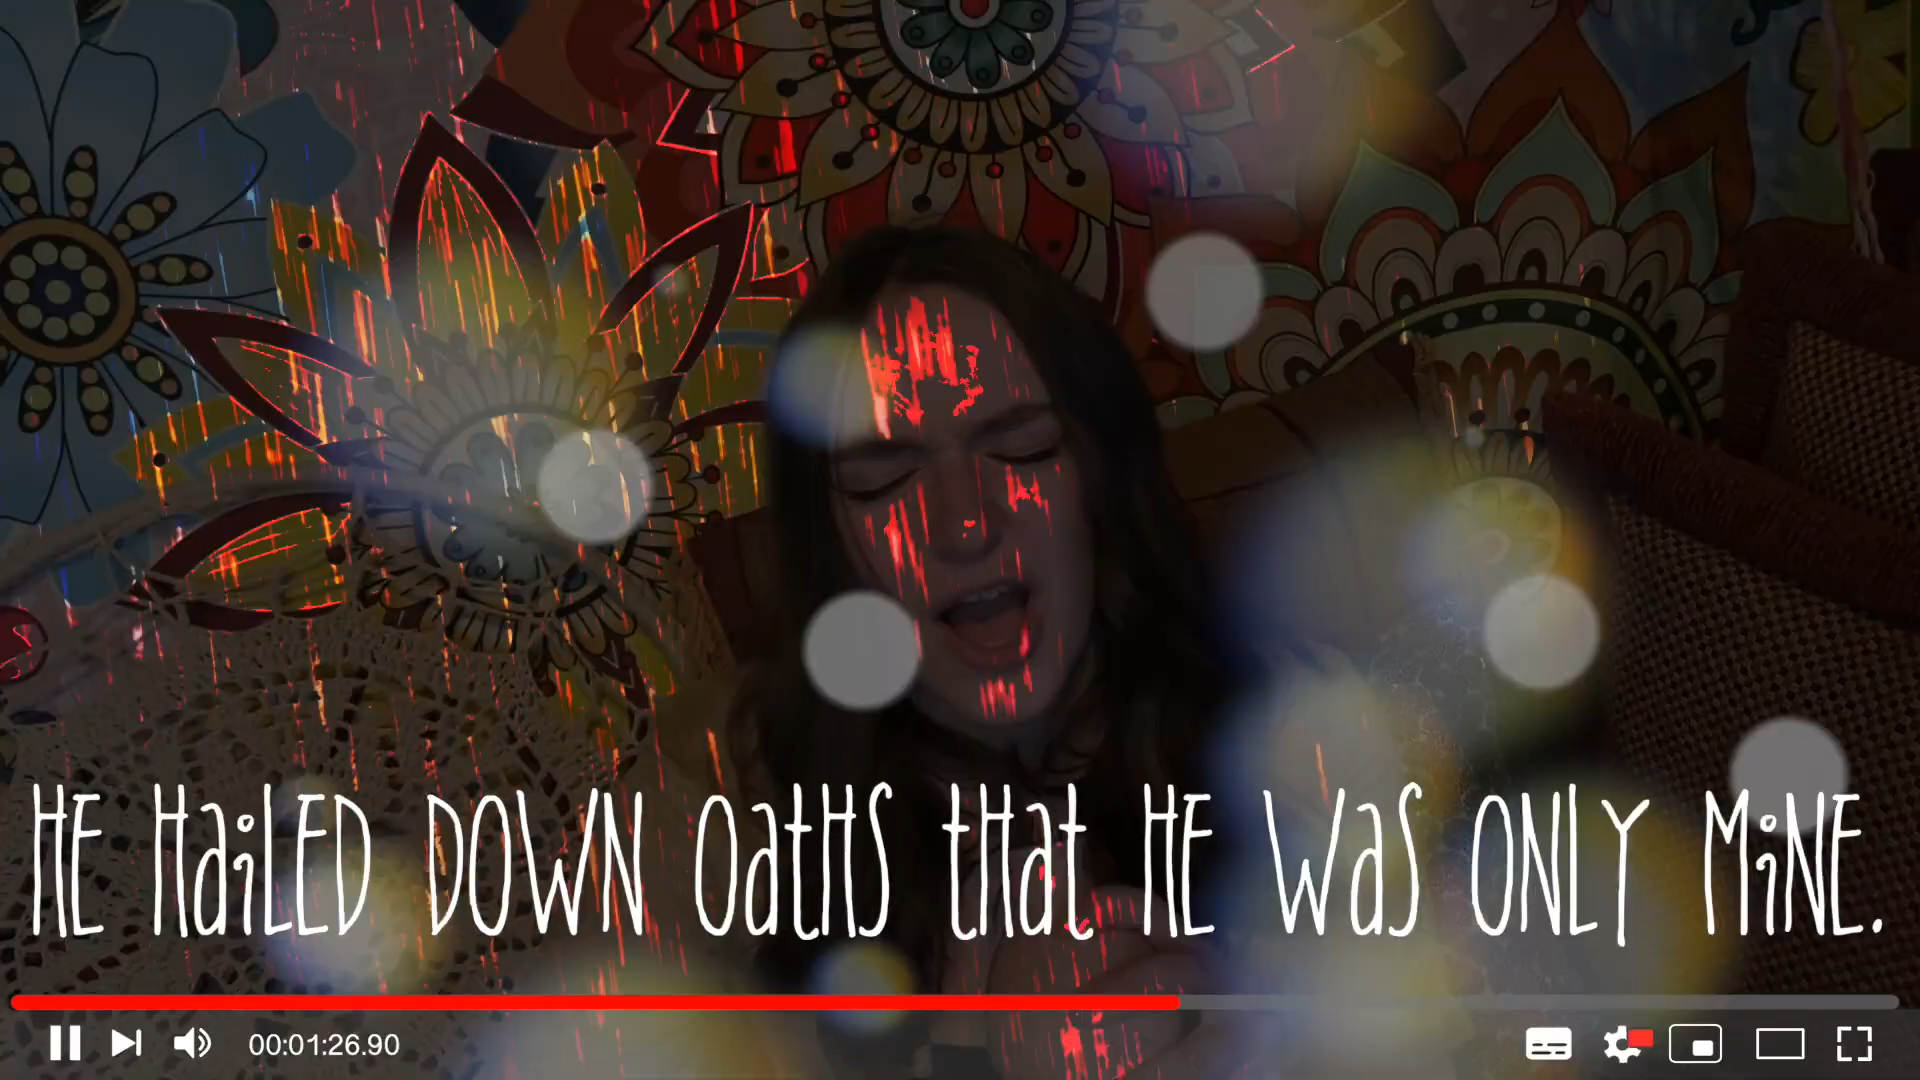 HE HaiLED DOWN OatHS tHat HE WaS ONLY MiNE.
00:01:26.90